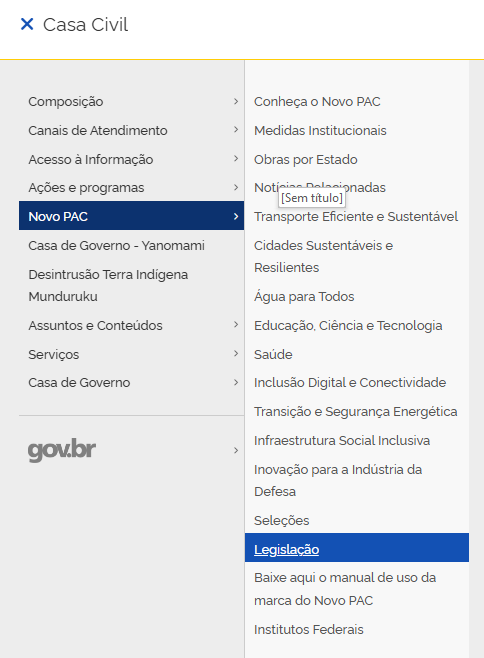 Casa Civil
Composição
Canais de Atendimento
Acesso à Informação
Ações e programas
Novo PAC
Casa de Governo - Yanomami
Desintrusão Terra Indígena
Munduruku
Assuntos e Conteúdos
Serviços
Casa de Governo
gov.br
Conheça o Novo PAC
Medidas Institucionais
Obras por Estado
Notícias Relacionadas
[Sem título]
Transporte Eficiente e Sustentável
Cidades Sustentáveis e
Resilientes
Água para Todos
Educação, Ciência e Tecnologia
Saúde
Inclusão Digital e Conectividade
Transição e Segurança Energética
Infraestrutura Social Inclusiva
Inovação para a Indústria da
Defesa
Seleções
Legislação
Baixe aqui o manual de uso da
marca do Novo PAC
Institutos Federais